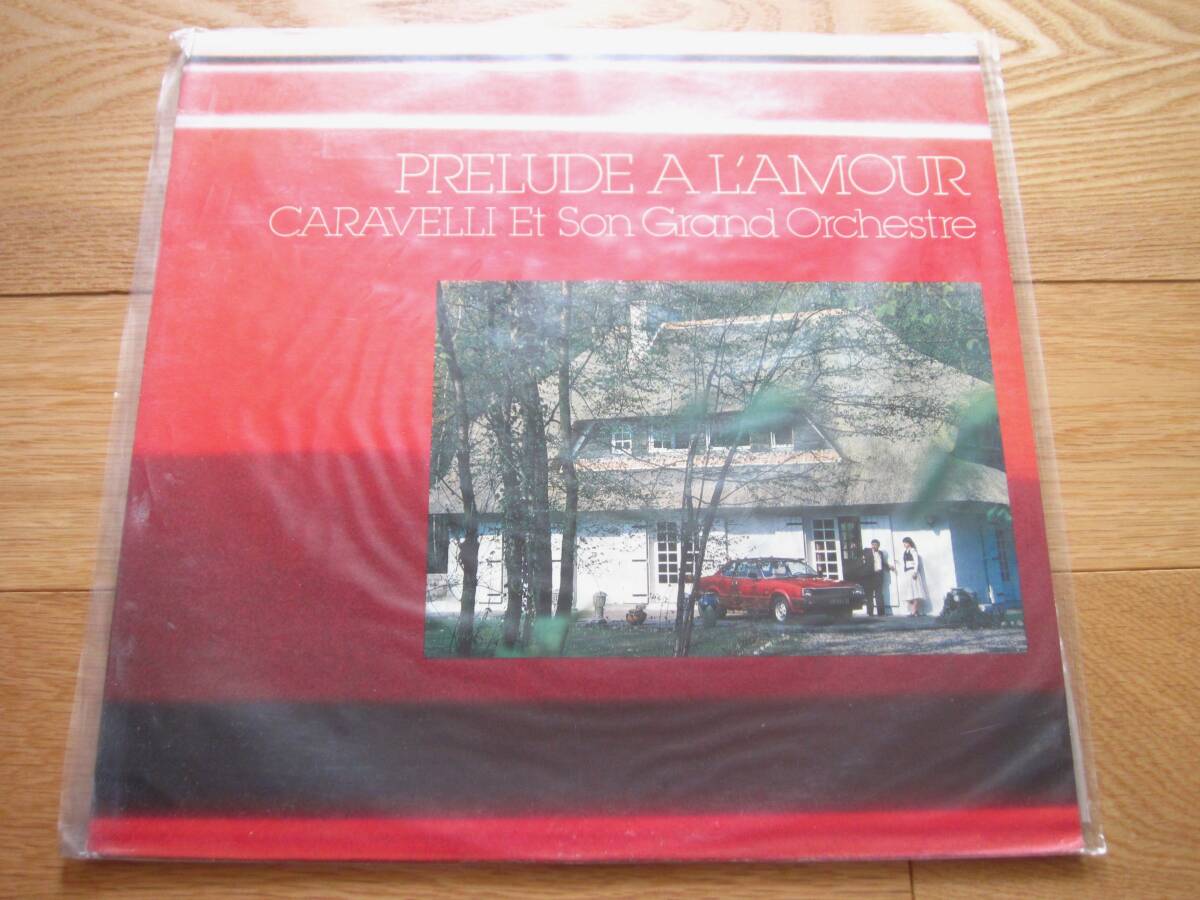 PRELUDE A L'AMOUR
CARAVELLI Et Son Grand Orchestre